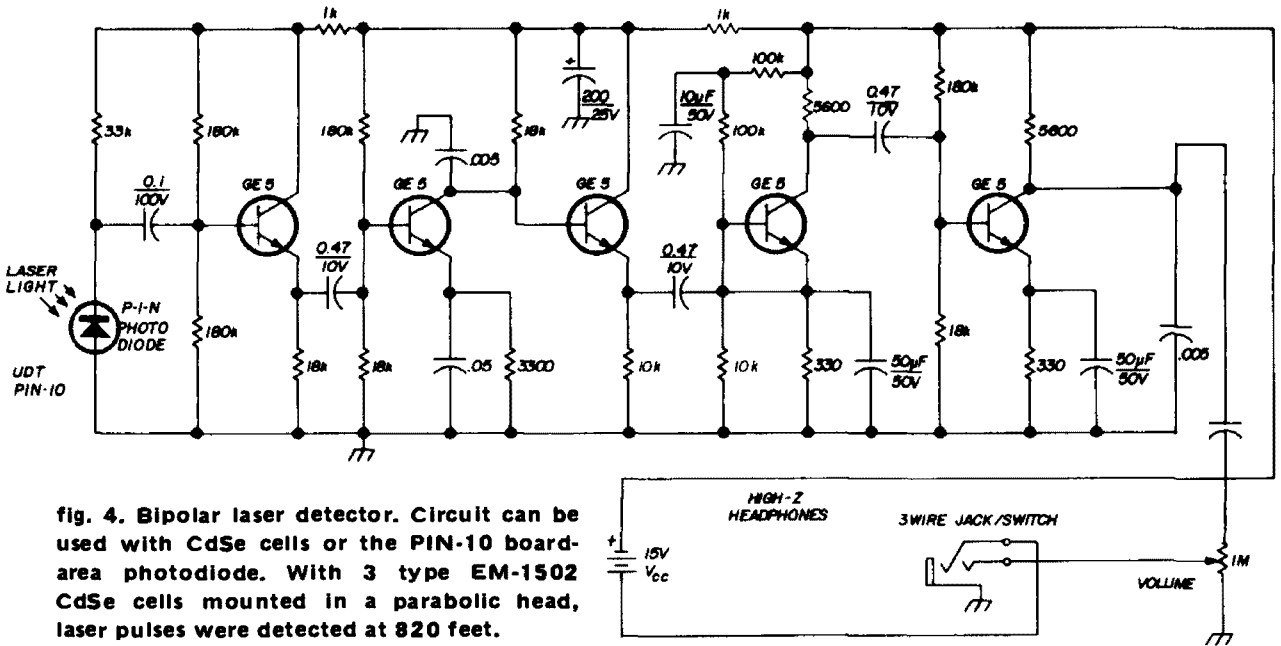 1k
1k
33k
180k
180k
+
200
25V
18k
.005
10µF
50V
100k
100k
5600
0.47
10V
180k
5600
0.1
100V
GE 5
GE 5
GE 5
GE 5
GE 5
0.47
10V
0.47
10V
LASER
LIGHT
P-I-N
PHOTO
DIODE
UDT
PIN-10
180k
18k
18k
.05
3300
10k
10k
330
50µF
50V
18k
330
50µF
50V
.005
fig. 4. Bipolar laser detector. Circuit can be
used with CdSe cells or the PIN-10 board-
area photodiode. With 3 type EM-1502
CdSe cells mounted in a parabolic head,
laser pulses were detected at 820 feet.
+
15V
Vcc
HIGH-Z
HEADPHONES
3 WIRE JACK/SWITCH
VOLUME
1M